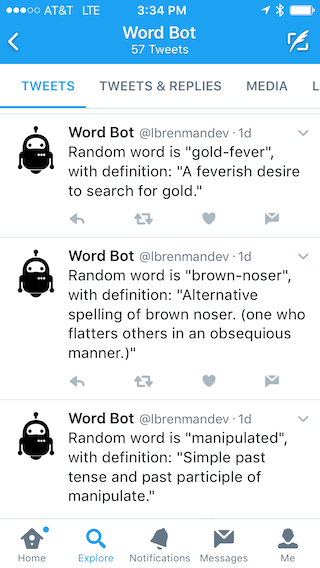 AT&T LTE 3:34 PM
Word Bot
57 Tweets
TWEETS TWEETS & REPLIES MEDIA L
Word Bot @lbrenmandev · 1d
Random word is "gold-fever",
with definition: "A feverish desire
to search for gold."
Word Bot @lbrenmandev · 1d
Random word is "brown-noser",
with definition: "Alternative
spelling of brown noser. (one who
flatters others in an obsequious
manner.)"
Word Bot @lbrenmandev · 1d
Random word is "manipulated",
with definition: "Simple past
tense and past participle of
manipulate."
Home Explore Notifications Messages Me